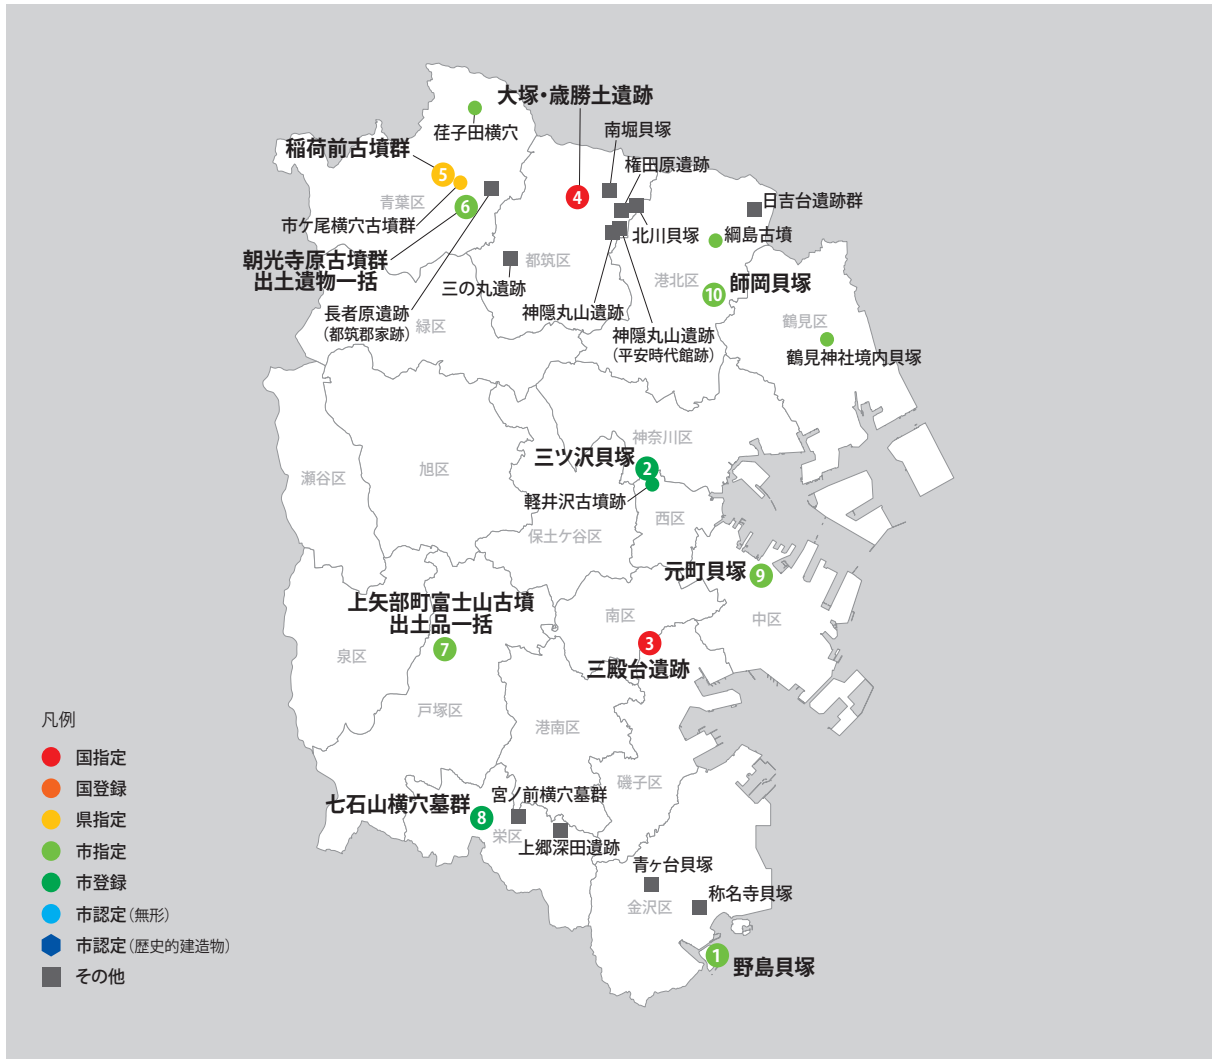 大塚・歳勝土遺跡
荏子田横穴
南堀貝塚
稲荷前古墳群
権田原遺跡
5
4
青葉区
6
日吉台遺跡群
市ケ尾横穴古墳群
北川貝塚
綱島古墳
朝光寺原古墳群
出土遺物一括
都筑区
港北区
師岡貝塚
10
三の丸遺跡
長者原遺跡
(都筑郡家跡)
緑区
神隠丸山遺跡
神隠丸山遺跡
(平安時代館跡)
鶴見区
鶴見神社境内貝塚
神奈川区
三ツ沢貝塚
2
瀬谷区
旭区
軽井沢古墳跡
西区
保土ケ谷区
元町貝塚
9
上矢部町富士山古墳
出土品一括
7
南区
中区
3
三殿台遺跡
泉区
戸塚区
港南区
磯子区
七石山横穴墓群
8
宮ノ前横穴墓群
栄区
上郷深田遺跡
青ヶ台貝塚
称名寺貝塚
金沢区
1
野島貝塚
凡例
国指定
国登録
県指定
市指定
市登録
市認定(無形)
市認定(歴史的建造物)
その他